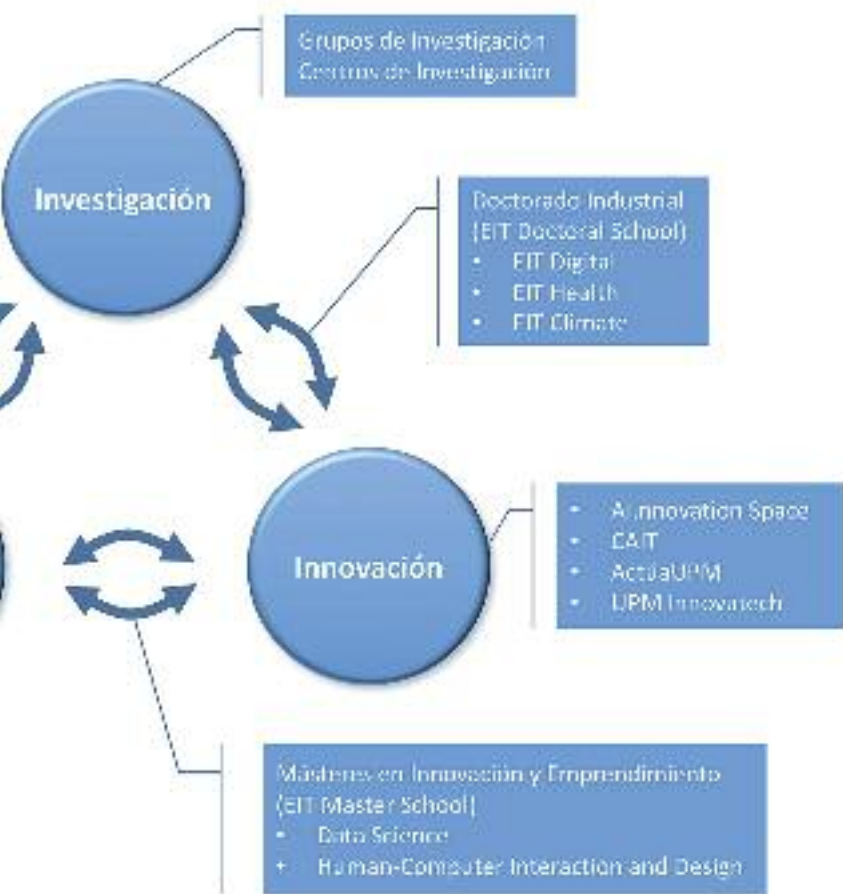 Grupos de Investigación
Centros de Investigación
Investigación
Doctorado Industrial
(EIT Doctoral School)
• EIT Digital
• EIT Health
• EIT Climate
Innovación
• Innovation Space
• CAIT
• ActúaUPM
• UPM Innovatech
Másteres en Innovación y Emprendimiento
(EIT Master School)
• Data Science
• Human-Computer Interaction and Design